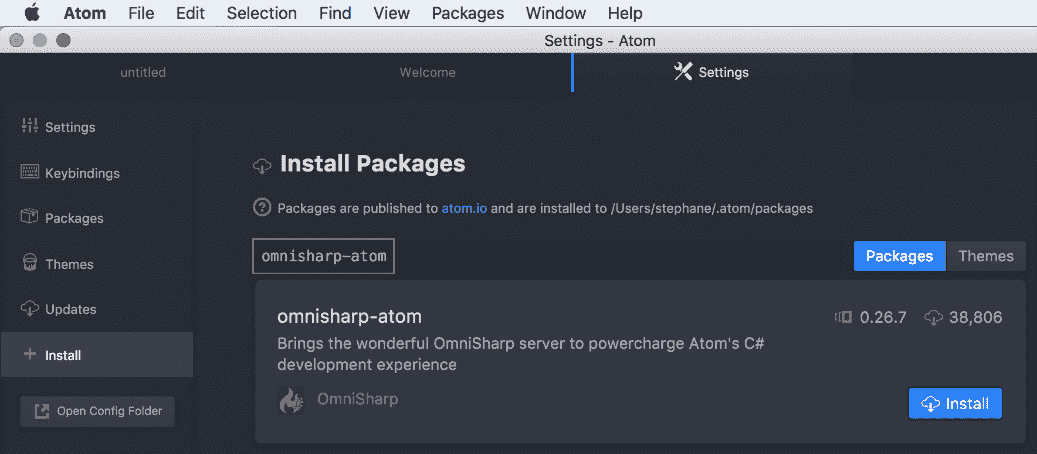 Atom File Edit Selection Find View Packages Window Help
Settings - Atom
untitled Welcome Settings
Settings
Keybindings
Packages
Themes
Updates
Install
Open Config Folder
Install Packages
Packages are published to atom.io and are installed to /Users/stephane/.atom/packages
omnisharp-atom
Packages Themes
omnisharp-atom 0.26.7 38,806
Brings the wonderful OmniSharp server to powercharge Atom's C#
development experience
OmniSharp
Install